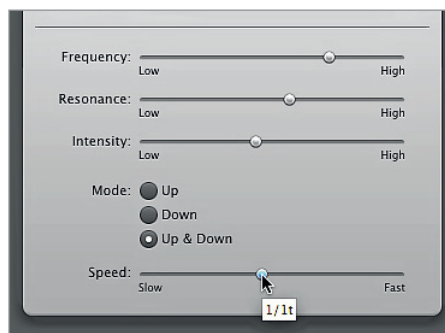 Frequency:
Low High
Resonance:
Low High
Intensity:
Low High
Mode: Up
Down
Up & Down
Speed:
Slow Fast
1/1t